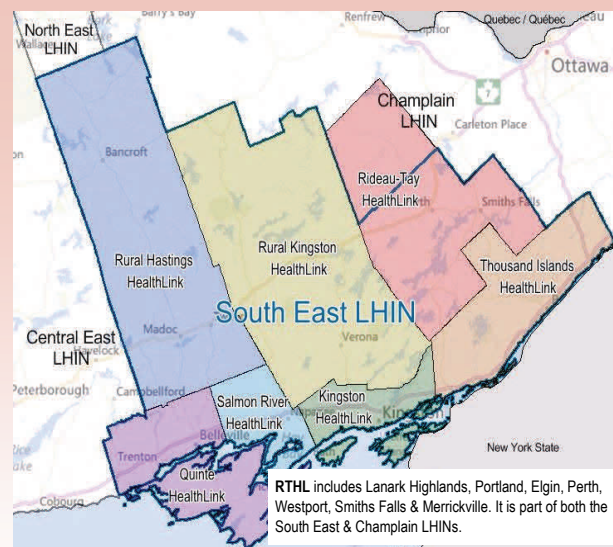 Barry's Bay
Renfrew
Quebec / Québec
North East
LHIN
Ottawa
7
Champlain
LHIN
Carleton Place
Bancroft
Rideau-Tay
HealthLink
Smiths Falls
Rural Hastings
HealthLink
Rural Kingston
HealthLink
Thousand Islands
HealthLink
South East LHIN
Central East
LHIN
Madoc
Verona
Peterborough
Campbellford
Salmon River
HealthLink
Kingston
HealthLink
Belleville
Trenton
Quinte
HealthLink
New York State
Cobourg
RTHL includes Lanark Highlands, Portland, Elgin, Perth,
Westport, Smiths Falls & Merrickville. It is part of both the
South East & Champlain LHINs.